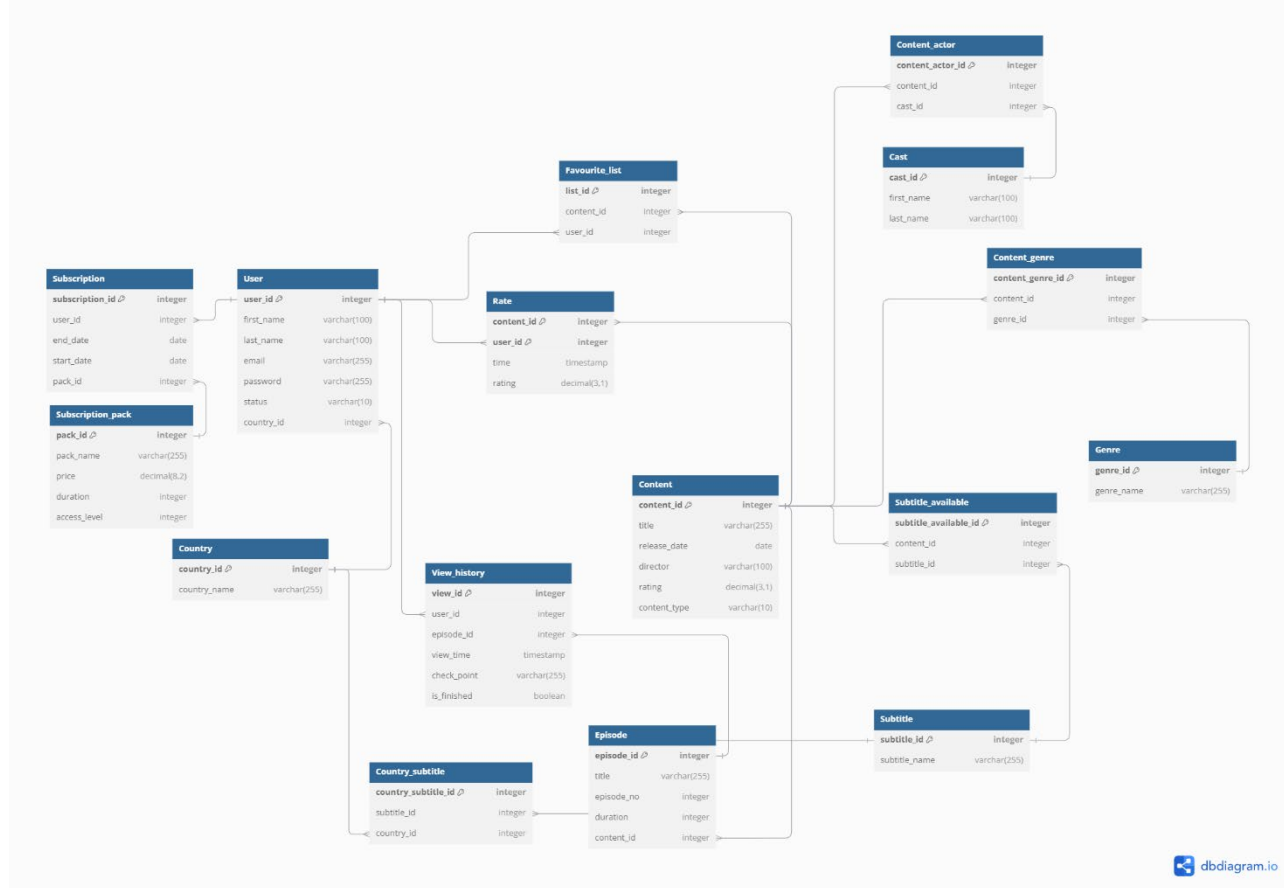 Content_actor
content_actor_id integer
content_id integer
cast_id integer
Cast
cast_id integer
first_name varchar(100)
last_name varchar(100)
Favourite_list
list_id integer
content_id integer
user_id integer
Content_genre
content_genre_id integer
content_id integer
genre_id integer
Subscription
subscription_id integer
user_id integer
end_date date
start_date date
pack_id integer
User
user_id integer
first_name varchar(100)
last_name varchar(100)
email varchar(255)
password varchar(255)
status varchar(10)
country_id integer
Rate
content_id integer
user_id integer
time timestamp
rating decimal(3,1)
Subscription_pack
pack_id integer
pack_name varchar(255)
price decimal(8,2)
duration integer
access_level integer
Genre
genre_id integer
genre_name varchar(255)
Content
content_id integer
title varchar(255)
release_date date
director varchar(100)
rating decimal(3,1)
content_type varchar(10)
Subtitle_available
subtitle_available_id integer
content_id integer
subtitle_id integer
Country
country_id integer
country_name varchar(255)
View_history
view_id integer
user_id integer
episode_id integer
view_time timestamp
check_point varchar(255)
is_finished boolean
Subtitle
subtitle_id integer
subtitle_name varchar(255)
Episode
episode_id integer
title varchar(255)
episode_no integer
duration integer
content_id integer
Country_subtitle
country_subtitle_id integer
subtitle_id integer
country_id integer
dbdiagram.io